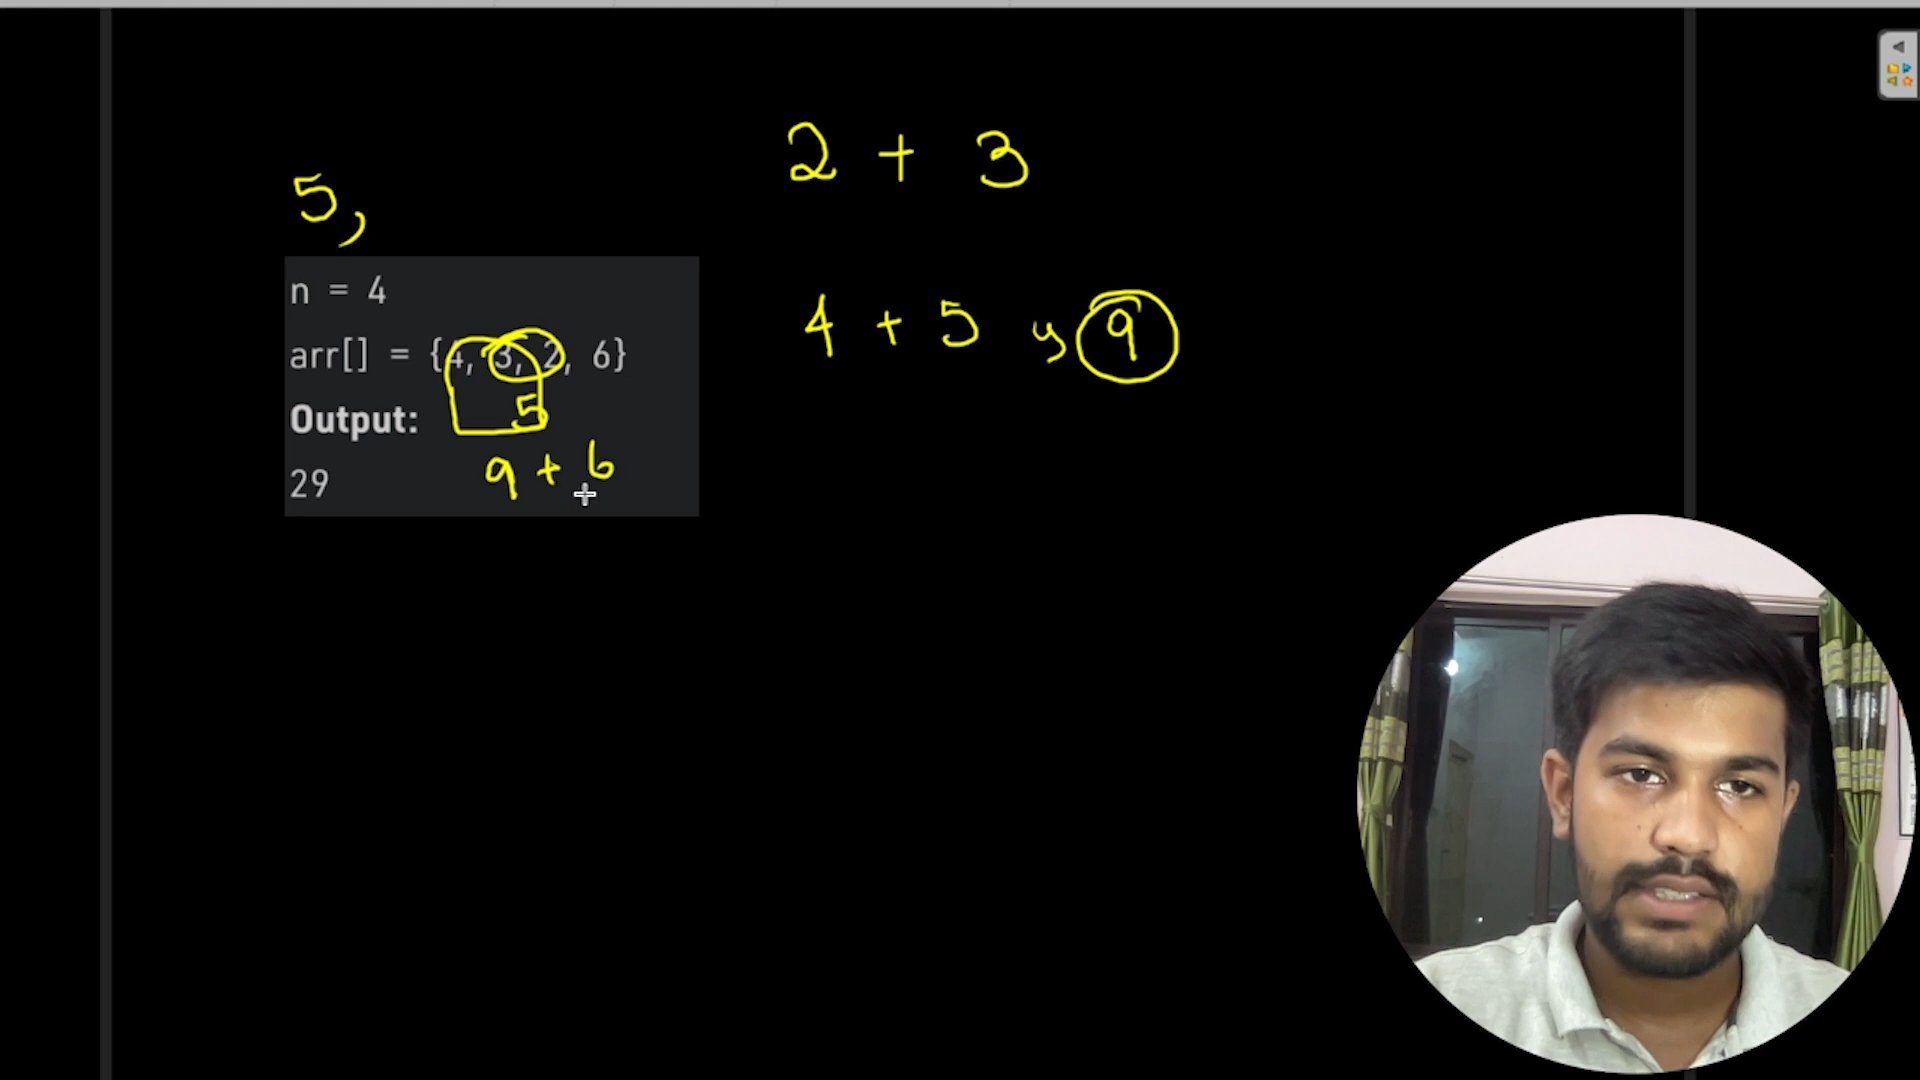 2 + 3
5,
n = 4
arr[] = {4, 3, 2, 6}
5
Output:
9 + 6
29
4 + 5 9